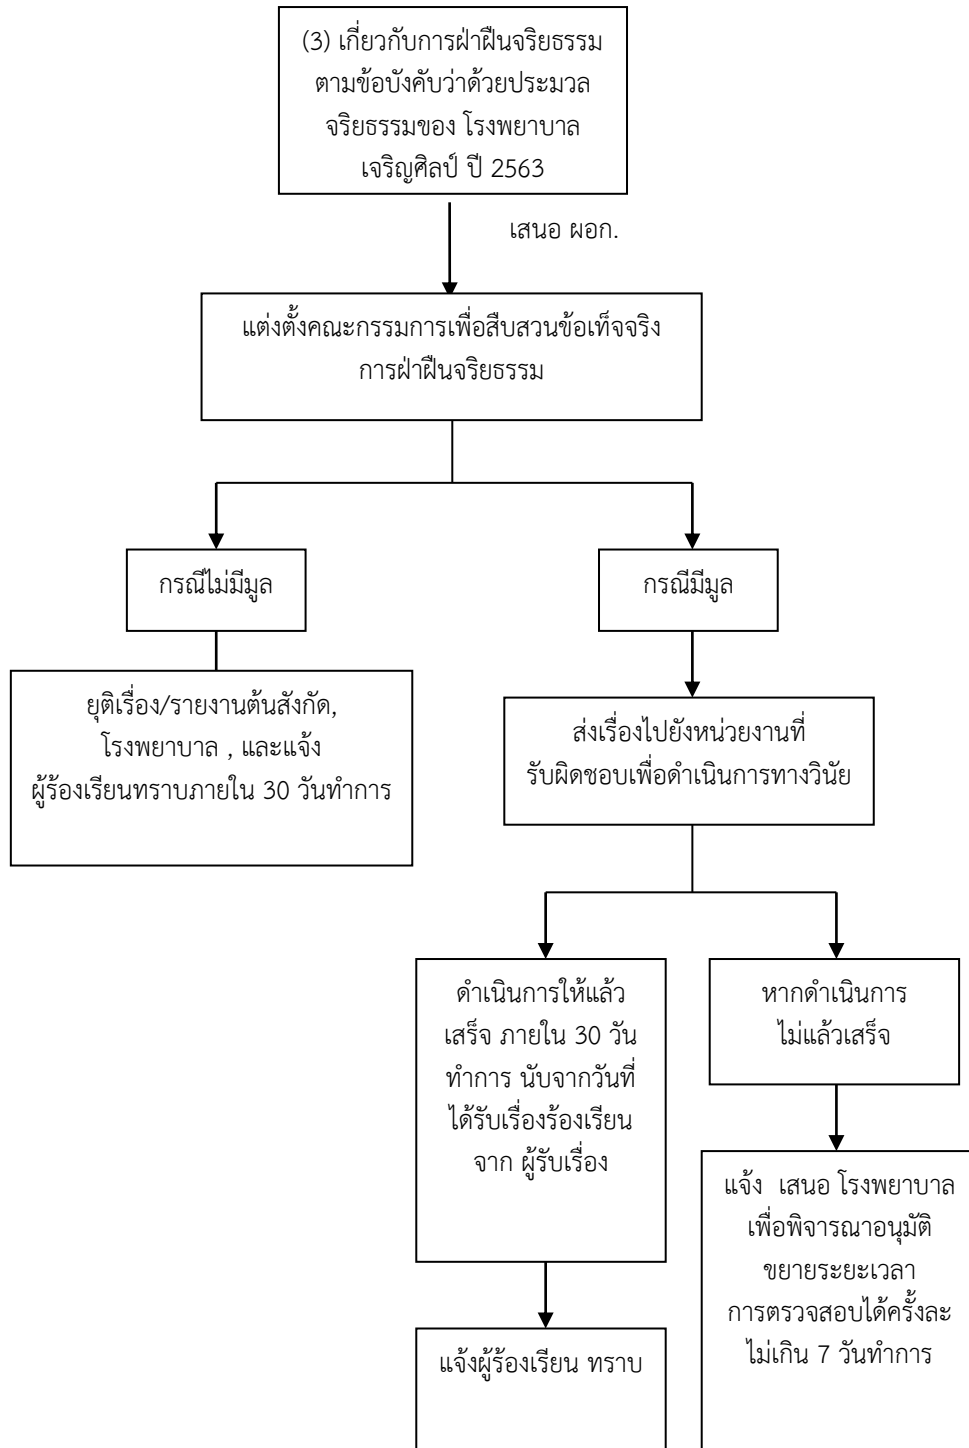 (3) เกี่ยวกับการฝ่าฝืนจริยธรรม
ตามข้อบังคับว่าด้วยประมวล
จริยธรรมของ โรงพยาบาล
เจริญศิลป์ ปี 2563
เสนอ ผอก.
แต่งตั้งคณะกรรมการเพื่อสืบสวนข้อเท็จจริง
การฝ่าฝืนจริยธรรม
กรณีไม่มีมูล
กรณีมีมูล
ยุติเรื่อง/รายงานต้นสังกัด,
โรงพยาบาล , และแจ้ง
ผู้ร้องเรียนทราบภายใน 30 วันทำการ
ส่งเรื่องไปยังหน่วยงานที่
รับผิดชอบเพื่อดำเนินการทางวินัย
ดำเนินการให้แล้ว
เสร็จ ภายใน 30 วัน
ทำการ นับจากวันที่
ได้รับเรื่องร้องเรียน
จาก ผู้รับเรื่อง
หากดำเนินการ
ไม่แล้วเสร็จ
แจ้ง เสนอ โรงพยาบาล
เพื่อพิจารณาอนุมัติ
ขยายระยะเวลา
การตรวจสอบได้ครั้งละ
ไม่เกิน 7 วันทำการ
แจ้งผู้ร้องเรียน ทราบ